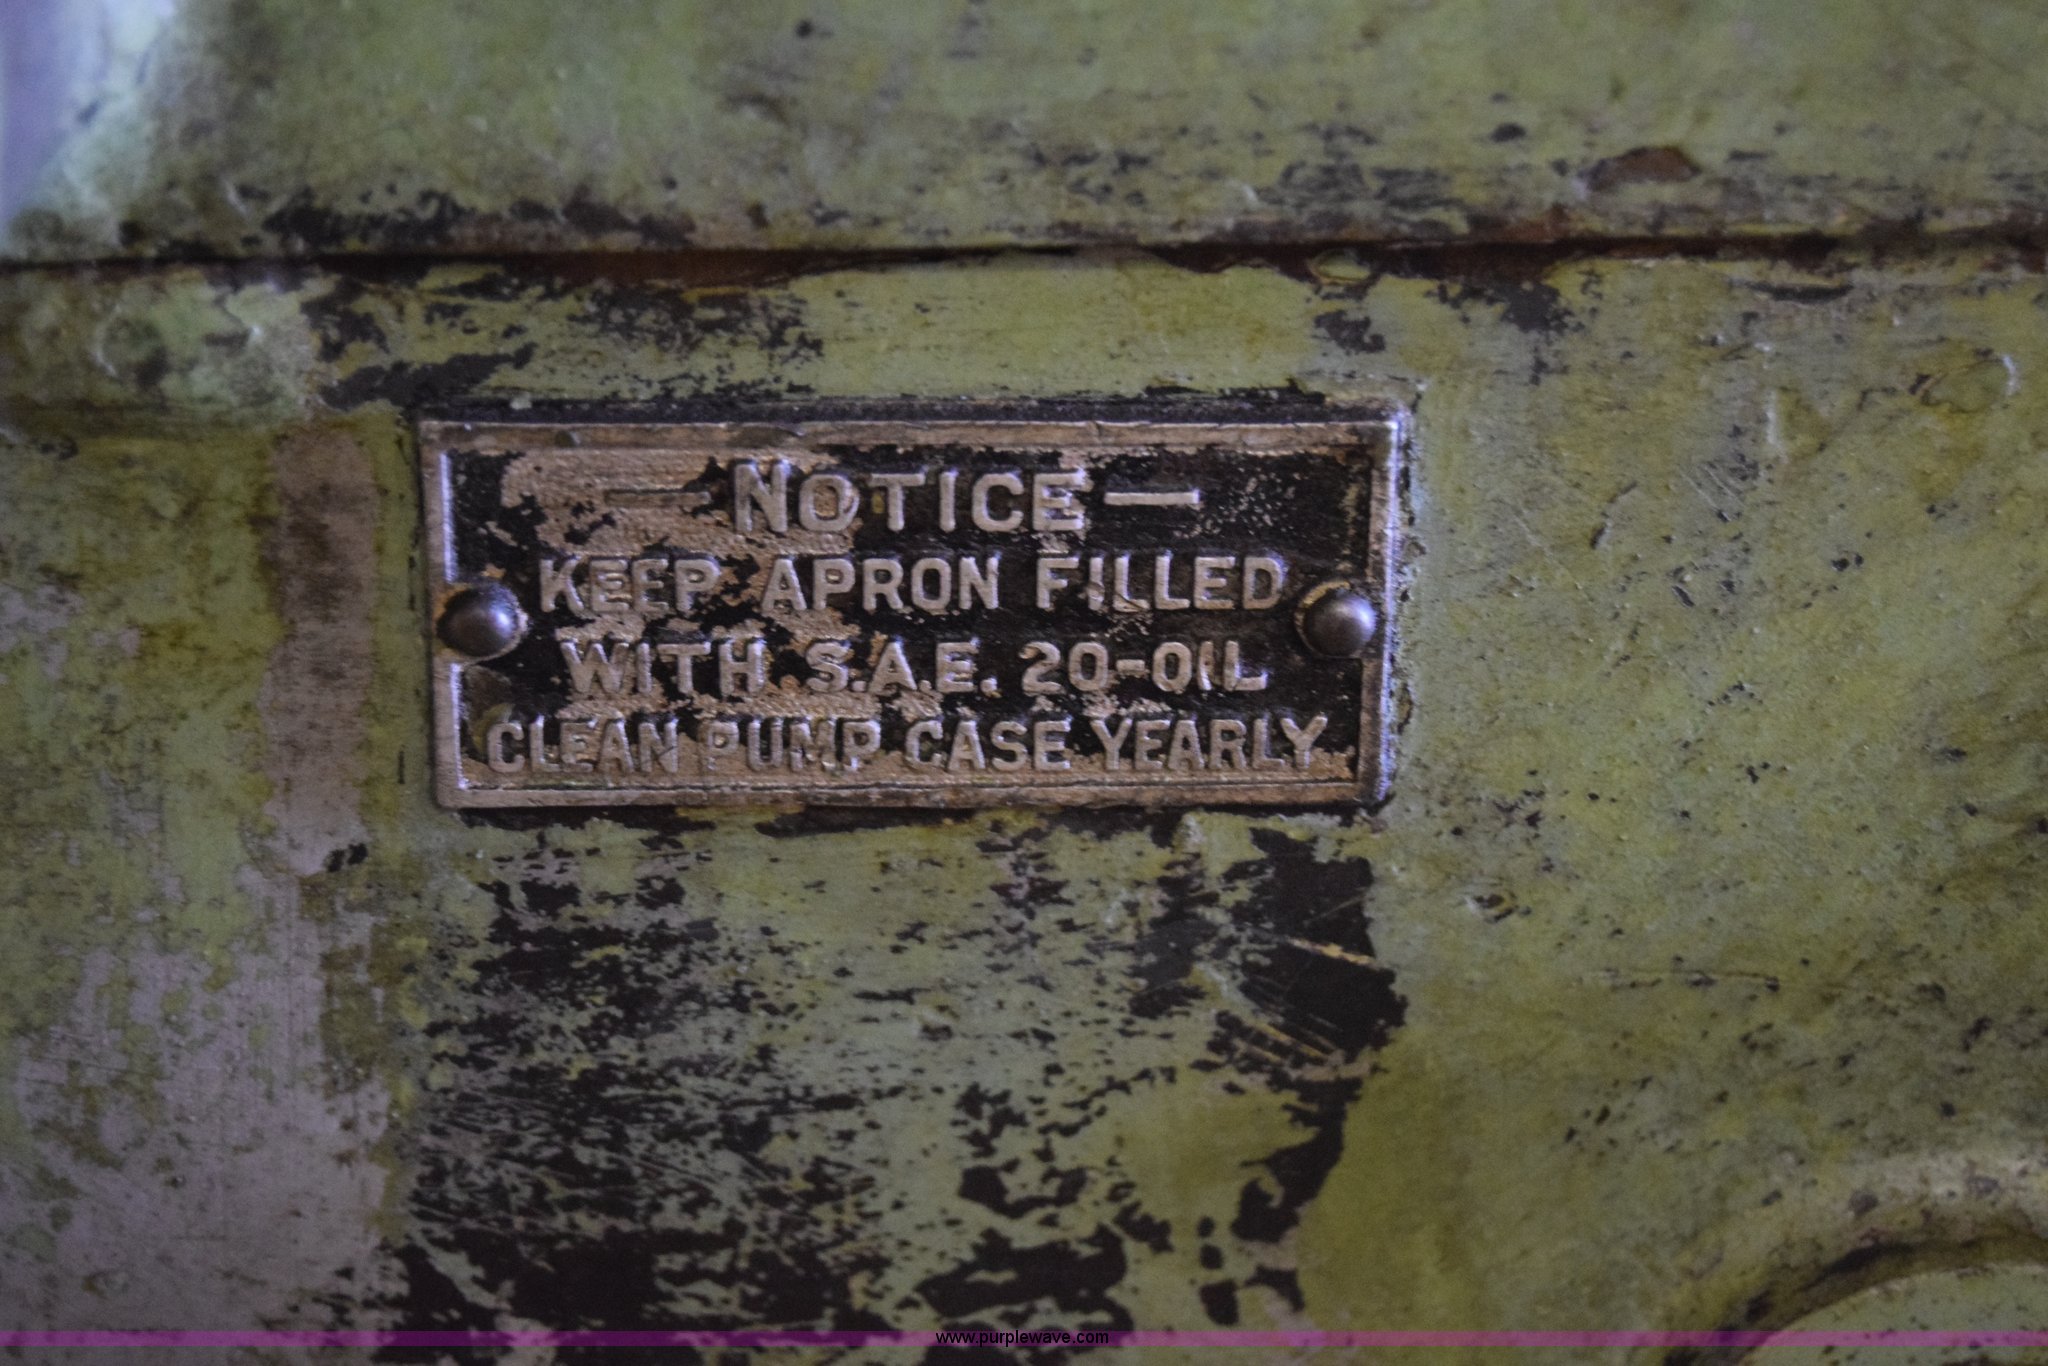 — NOTICE —
KEEP APRON FILLED
WITH S.A.E. 20-OIL
CLEAN PUMP CASE YEARLY
www.purplewave.com